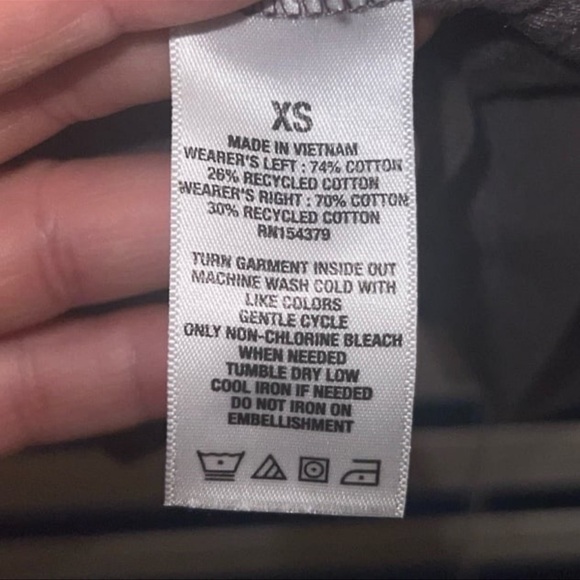 XS
MADE IN VIETNAM
WEARER'S LEFT : 74% COTTON
26% RECYCLED COTTON
WEARER'S RIGHT : 70% COTTON
30% RECYCLED COTTON
RN154379
TURN GARMENT INSIDE OUT
MACHINE WASH COLD WITH
LIKE COLORS
GENTLE CYCLE
ONLY NON-CHLORINE BLEACH
WHEN NEEDED
TUMBLE DRY LOW
COOL IRON IF NEEDED
DO NOT IRON ON
EMBELLISHMENT